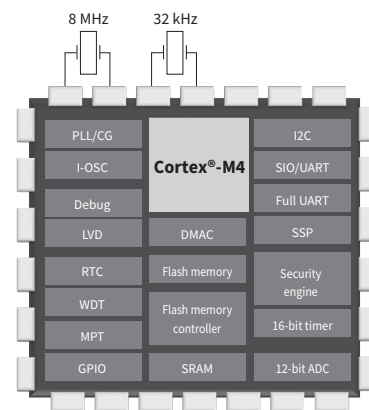 8 MHz
32 kHz
PLL/CG
I-OSC
Debug
LVD
RTC
WDT
MPT
GPIO
Cortex®-M4
DMAC
Flash memory
Flash memory
controller
SRAM
I2C
SIO/UART
Full UART
SSP
Security
engine
16-bit timer
12-bit ADC